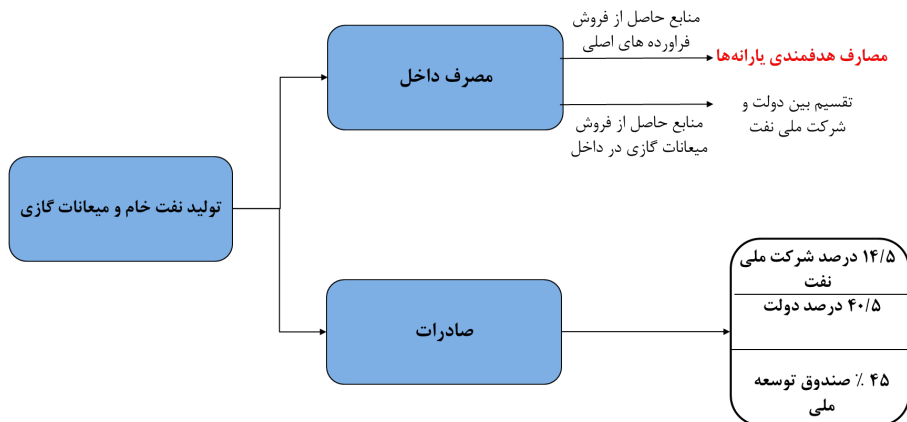 منابع حاصل از فروش
فراورده های اصلی
مصارف هدفمندی یارانه‌ها
مصرف داخل
تقسیم بین دولت و
شرکت ملی نفت
منابع حاصل از فروش
میعانات گازی در داخل
تولید نفت خام و میعانات گازی
۱۴/۵ درصد شرکت ملی
نفت
۴۰/۵ درصد دولت
صادرات
۴۵ ٪ صندوق توسعه
ملی